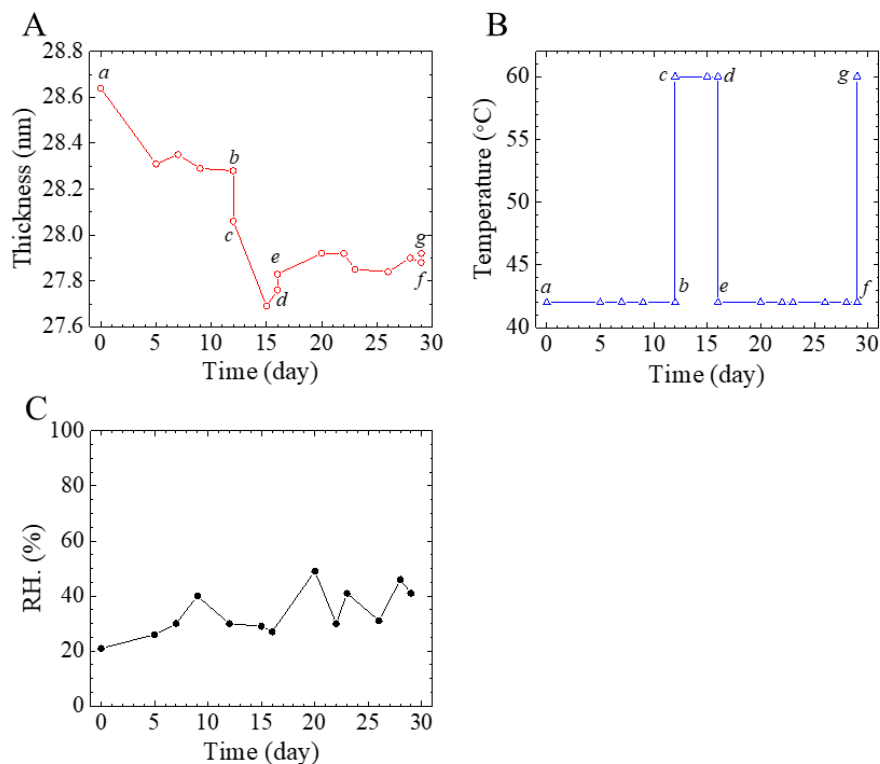 A
28.8
28.6
28.4
28.2
28.0
27.8
27.6
Thickness (nm)
a
b
c
d
e
f
g
0 5 10 15 20 25 30
Time (day)
B
60
55
50
45
40
Temperature (°C)
a
b
c
d
e
f
g
0 5 10 15 20 25 30
Time (day)
C
100
80
60
40
20
0
RH. (%)
0 5 10 15 20 25 30
Time (day)